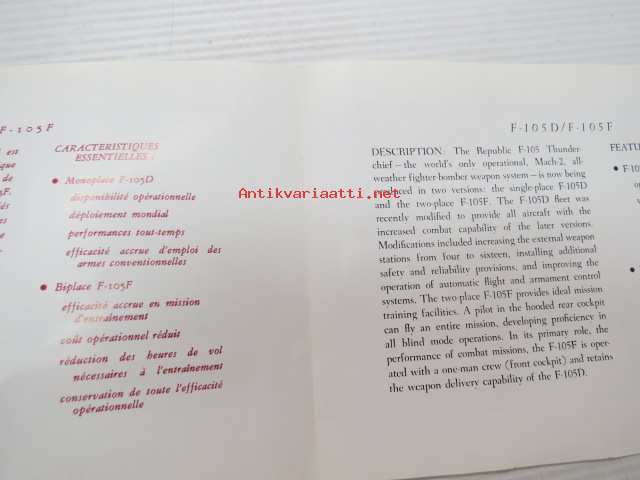 F-105F
est
que
de
F.
és
es
CARACTERISTIQUES
ESSENTIELLES :
● Monoplace F-105D
disponibilité opérationnelle
déploiement mondial
performances tout-temps
efficacité accrue d'emploi des
armes conventionnelles
● Biplace F-105F
efficacité accrue en mission
d'entraînement
coût opérationnel réduit
réduction des heures de vol
nécessaires à l'entraînement
conservation de toute l'efficacité
opérationnelle
Antikvariaatti.net
F-105D/F-105F
DESCRIPTION: The Republic F-105 Thunder-
chief – the world's only operational, Mach-2, all-
weather fighter-bomber weapon system – is now being
produced in two versions: the single-place F-105D
and the two-place F-105F. The F-105D fleet was
recently modified to provide all aircraft with the
increased combat capability of the later versions.
Modifications included increasing the external weapon
stations from four to sixteen, installing additional
safety and reliability provisions, and improving the
operation of automatic flight and armament control
systems. The two-place F-105F provides ideal mission
training facilities. A pilot in the hooded rear cockpit
can fly an entire mission, developing proficiency in
all blind mode operations. In its primary role, the
performance of combat missions, the F-105F is oper-
ated with a one-man crew (front cockpit) and retains
the weapon delivery capability of the F-105D.
FEATU
● F-10